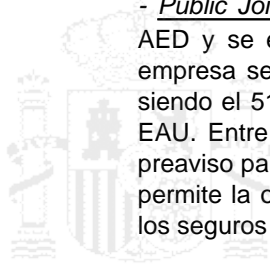 - Public Jo
AED y se e
empresa se
siendo el 51
EAU. Entre
preaviso pa
permite la c
los seguros